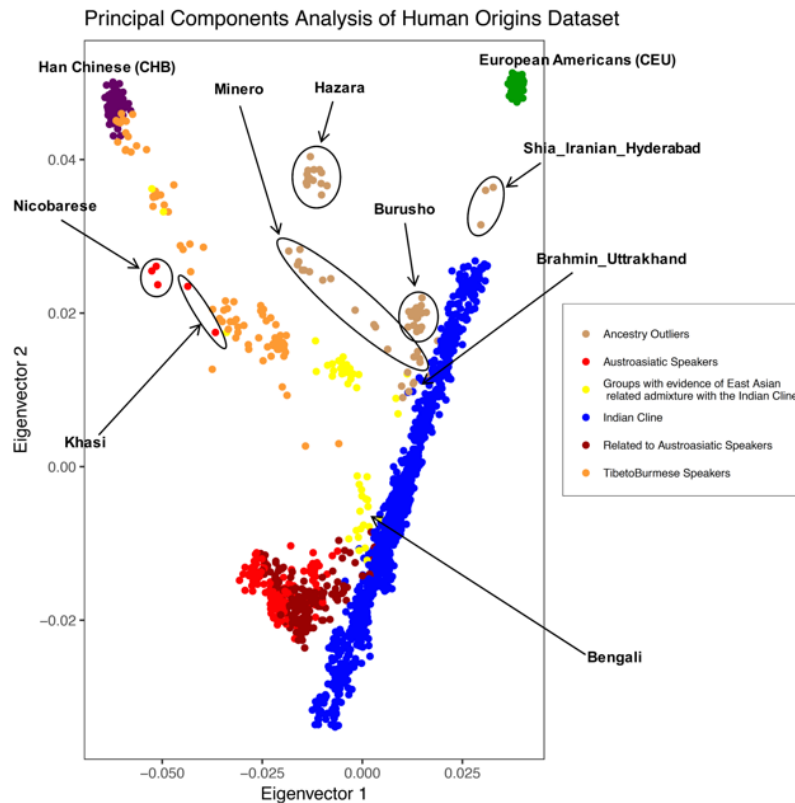 Principal Components Analysis of Human Origins Dataset
Han Chinese (CHB)
European Americans (CEU)
Minero
Hazara
Shia_Iranian_Hyderabad
Nicobarese
Burusho
Brahmin_Uttrakhand
Khasi
Bengali
Eigenvector 2
0.04
0.02
0.00
−0.02
−0.050
−0.025
0.000
0.025
Eigenvector 1
Ancestry Outliers
Austroasiatic Speakers
Groups with evidence of East Asian
related admixture with the Indian Cline
Indian Cline
Related to Austroasiatic Speakers
TibetoBurmese Speakers